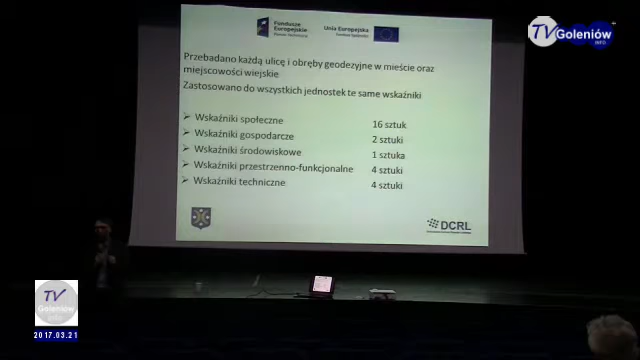 Fundusze
Europejskie
Unia Europejska
TV
Goleniów
INFO
Przebadano każdą ulicę i obręby geodezyjne w mieście oraz
miejscowości wiejskie
Zastosowano do wszystkich jednostek te same wskaźniki
➢ Wskaźniki społeczne 16 sztuk
➢ Wskaźniki gospodarcze 2 sztuki
➢ Wskaźniki środowiskowe 1 sztuka
➢ Wskaźniki przestrzenno-funkcjonalne 4 sztuki
➢ Wskaźniki techniczne 4 sztuki
DCRL
TV
Goleniów
2017.03.21